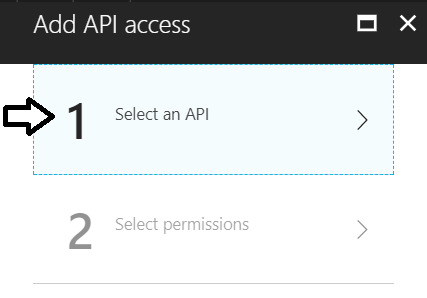 Add API access
1 Select an API
2 Select permissions